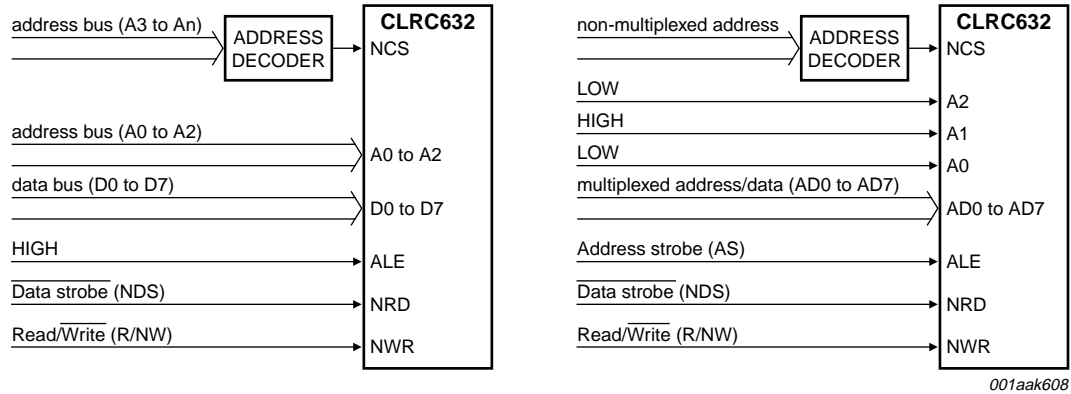 address bus (A3 to An)
ADDRESS
DECODER
CLRC632
NCS
address bus (A0 to A2)
A0 to A2
data bus (D0 to D7)
D0 to D7
HIGH
ALE
Data strobe (NDS)
NRD
Read/Write (R/NW)
NWR
non-multiplexed address
ADDRESS
DECODER
CLRC632
NCS
LOW
A2
HIGH
A1
LOW
A0
multiplexed address/data (AD0 to AD7)
AD0 to AD7
Address strobe (AS)
ALE
Data strobe (NDS)
NRD
Read/Write (R/NW)
NWR
001aak608